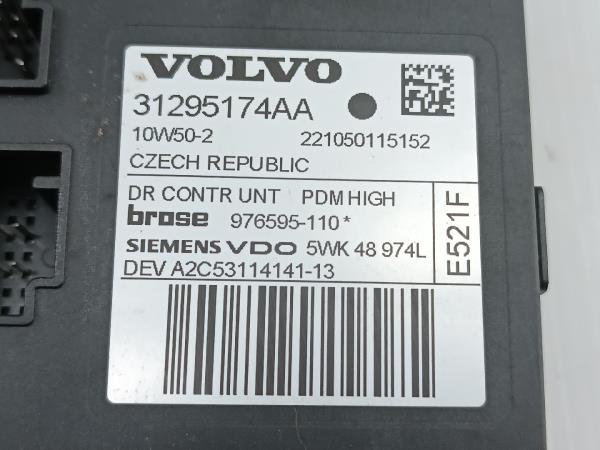 VOLVO
31295174AA
10W50-2 221050115152
CZECH REPUBLIC
DR CONTR UNT PDM HIGH
brose 976595-110*
SIEMENS VDO 5WK 48 974L
DEV A2C53114141-13
E521F